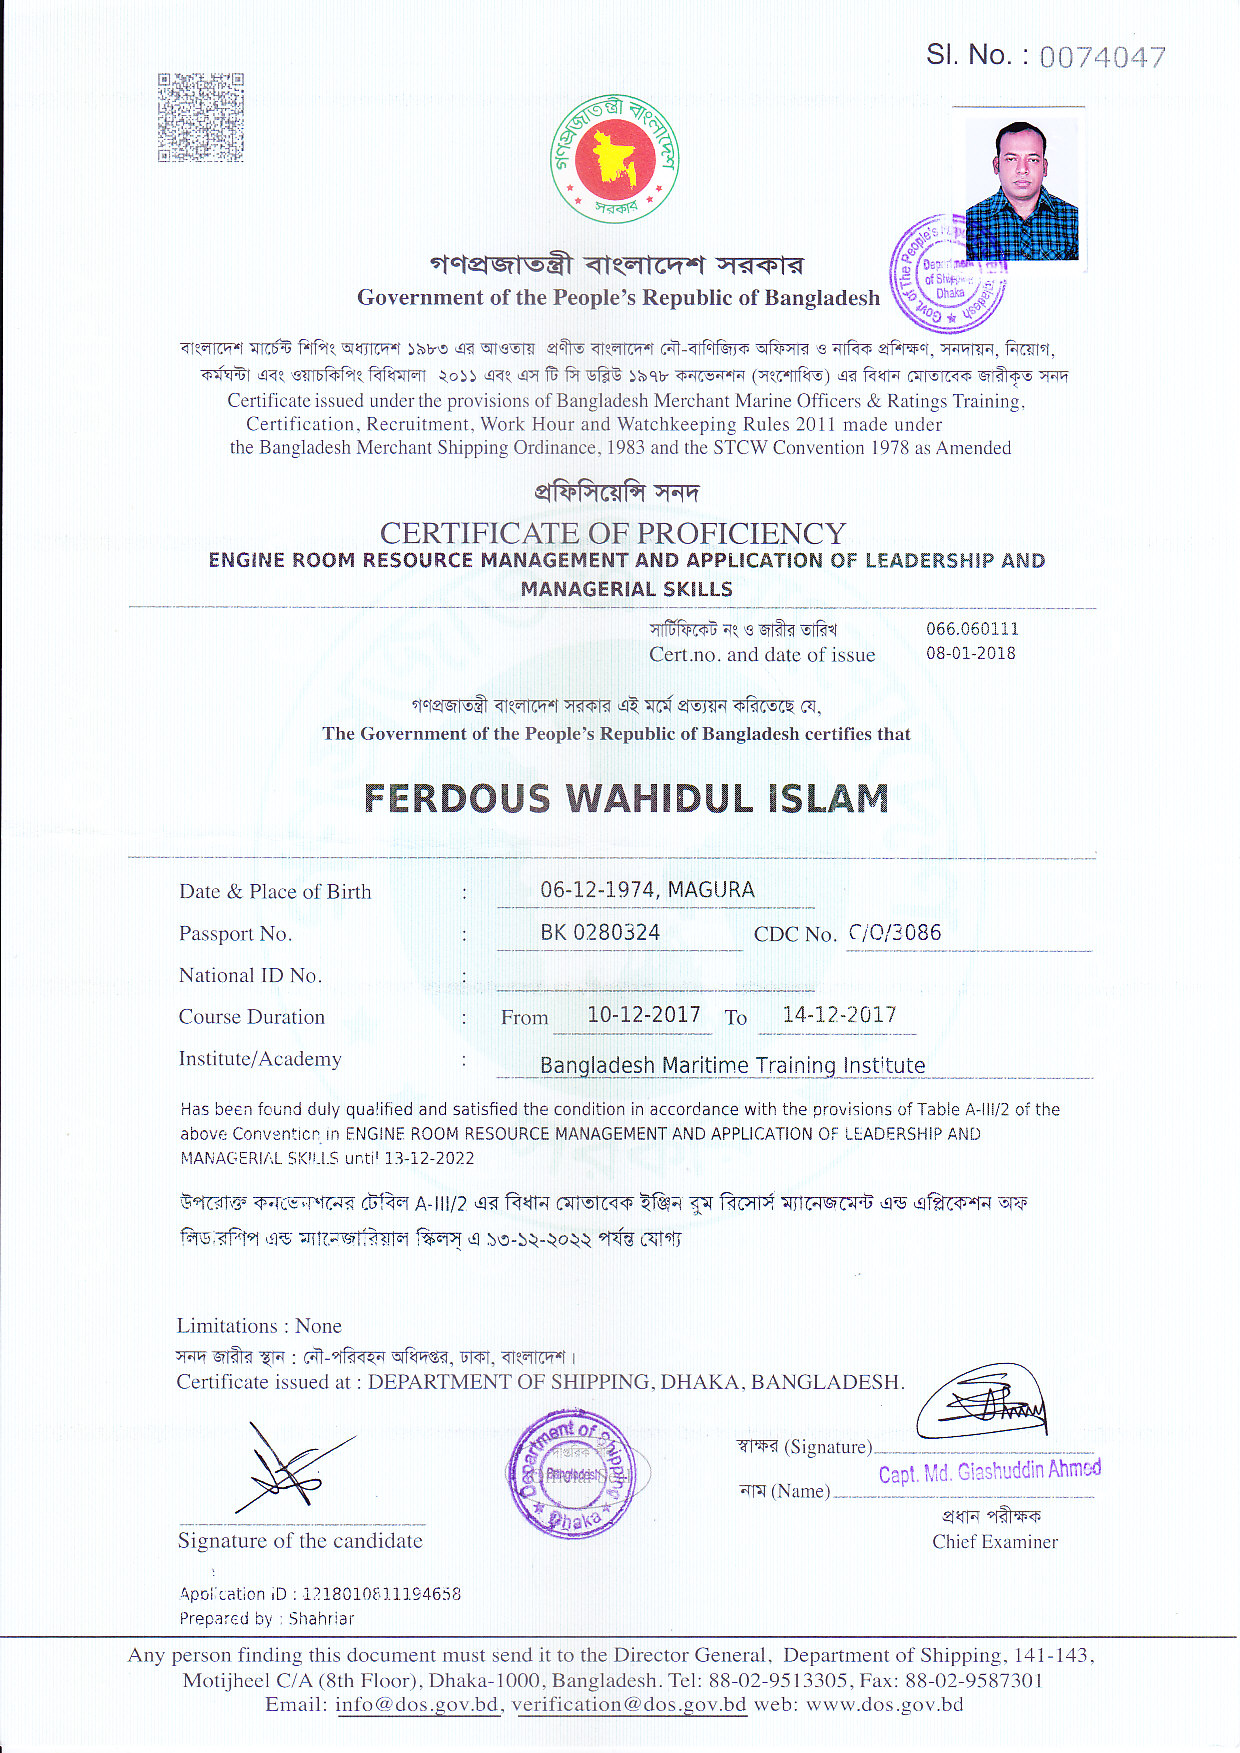 Sl. No. : 0074047
গণপ্রজাতন্ত্রী বাংলাদেশ
সরকার
গণপ্রজাতন্ত্রী বাংলাদেশ সরকার
Government of the People's Republic of Bangladesh
Govt of The People's
Department
of Shipping
Dhaka
বাংলাদেশ মার্চেন্ট শিপিং অধ্যাদেশ ১৯৮৩ এর আওতায় প্রণীত বাংলাদেশ নৌ-বাণিজ্যিক অফিসার ও নাবিক প্রশিক্ষণ, সনদায়ন, নিয়োগ,
কর্মঘন্টা এবং ওয়াচকিপিং বিধিমালা ২০১১ এবং এস টি সি ডব্লিউ ১৯৭৮ কনভেনশন (সংশোধিত) এর বিধান মোতাবেক জারীকৃত সনদ
Certificate issued under the provisions of Bangladesh Merchant Marine Officers & Ratings Training,
Certification, Recruitment, Work Hour and Watchkeeping Rules 2011 made under
the Bangladesh Merchant Shipping Ordinance, 1983 and the STCW Convention 1978 as Amended
প্রফিসিয়েন্সি সনদ
CERTIFICATE OF PROFICIENCY
ENGINE ROOM RESOURCE MANAGEMENT AND APPLICATION OF LEADERSHIP AND
MANAGERIAL SKILLS
সার্টিফিকেট নং ও জারীর তারিখ 066.060111
Cert.no. and date of issue 08-01-2018
গণপ্রজাতন্ত্রী বাংলাদেশ সরকার এই মর্মে প্রত্যয়ন করিতেছে যে,
The Government of the People's Republic of Bangladesh certifies that
FERDOUS WAHIDUL ISLAM
Date & Place of Birth : 06-12-1974, MAGURA
Passport No. : BK 0280324 CDC No. C/O/3086
National ID No. :
Course Duration : From 10-12-2017 To 14-12-2017
Institute/Academy : Bangladesh Maritime Training Institute
Has been found duly qualified and satisfied the condition in accordance with the provisions of Table A-III/2 of the
above Convention in ENGINE ROOM RESOURCE MANAGEMENT AND APPLICATION OF LEADERSHIP AND
MANAGERIAL SKILLS until 13-12-2022
উপরোক্ত কনভেনশনের টেবিল A-III/2 এর বিধান মোতাবেক ইঞ্জিন রুম রিসোর্স ম্যানেজমেন্ট এন্ড এপ্লিকেশন অফ
লিডারশিপ এন্ড ম্যানেজারিয়াল স্কিলস্ এ ১৩-১২-২০২২ পর্যন্ত যোগ্য
Limitations : None
সনদ জারীর স্থান : নৌ-পরিবহন অধিদপ্তর, ঢাকা, বাংলাদেশ।
Certificate issued at : DEPARTMENT OF SHIPPING, DHAKA, BANGLADESH.
Department of Shipping
Bangladesh
Dhaka
স্বাক্ষর (Signature)
Capt. Md. Giashuddin Ahmed
নাম (Name)
প্রধান পরীক্ষক
Signature of the candidate Chief Examiner
Application ID : 1218010811194658
Prepared by : Shahriar
Any person finding this document must send it to the Director General, Department of Shipping, 141-143,
Motijheel C/A (8th Floor), Dhaka-1000, Bangladesh. Tel: 88-02-9513305, Fax: 88-02-9587301
Email: info@dos.gov.bd, verification@dos.gov.bd web: www.dos.gov.bd